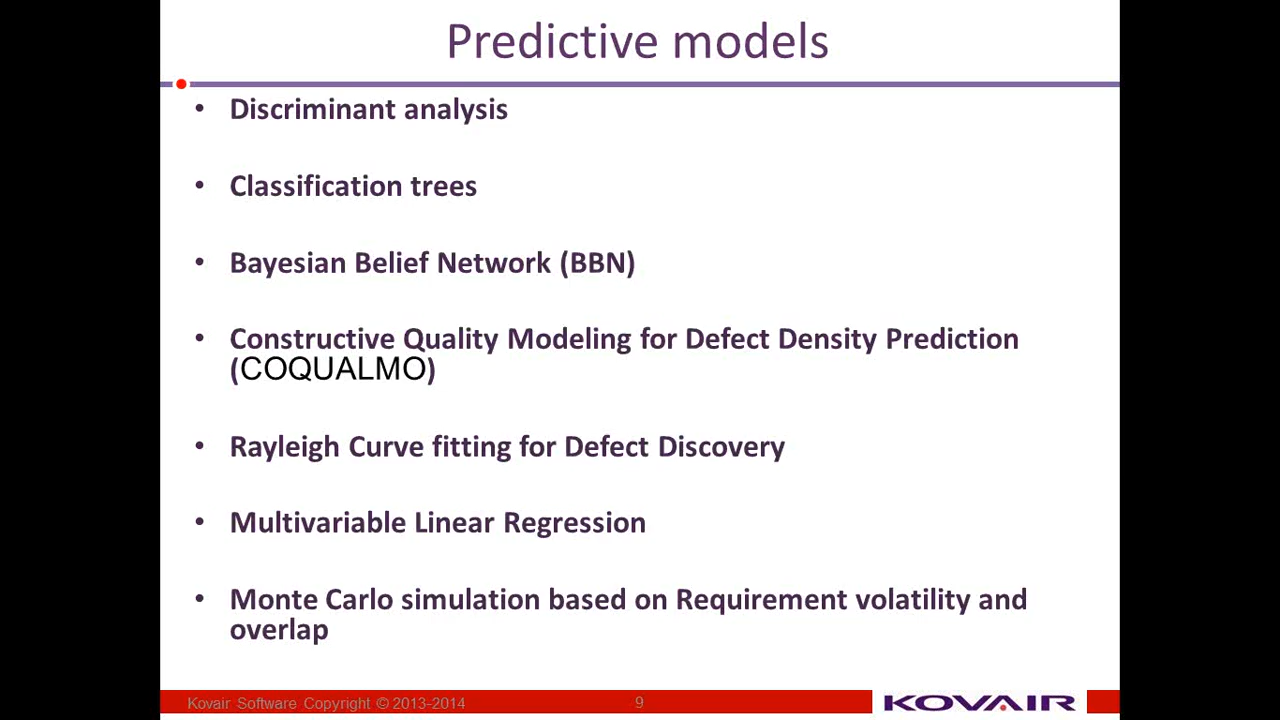 Predictive models
• Discriminant analysis
• Classification trees
• Bayesian Belief Network (BBN)
• Constructive Quality Modeling for Defect Density Prediction
(COQUALMO)
• Rayleigh Curve fitting for Defect Discovery
• Multivariable Linear Regression
• Monte Carlo simulation based on Requirement volatility and
overlap
Kovair Software Copyright © 2013-2014 9 KOVAIR